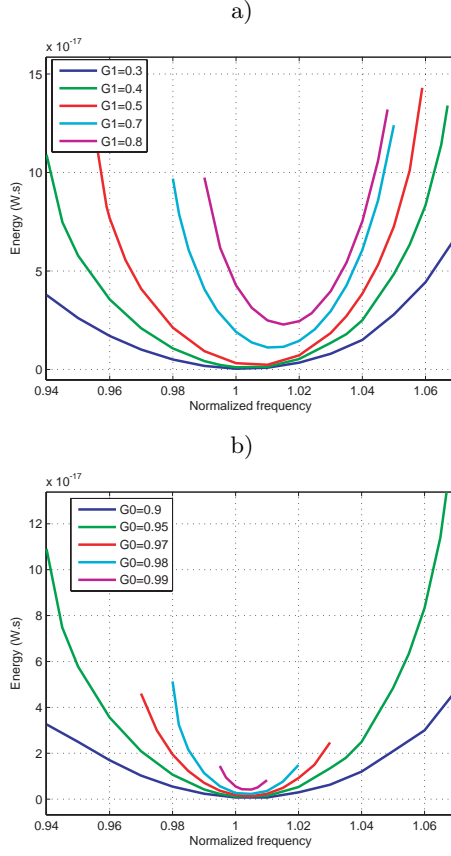 a)
x 10⁻¹⁷
G1=0.3
G1=0.4
G1=0.5
G1=0.7
G1=0.8
15
10
5
0
Energy (W.s)
0.94 0.96 0.98 1 1.02 1.04 1.06
Normalized frequency
b)
x 10⁻¹⁷
G0=0.9
G0=0.95
G0=0.97
G0=0.98
G0=0.99
12
10
8
6
4
2
0
Energy (W.s)
0.94 0.96 0.98 1 1.02 1.04 1.06
Normalized frequency